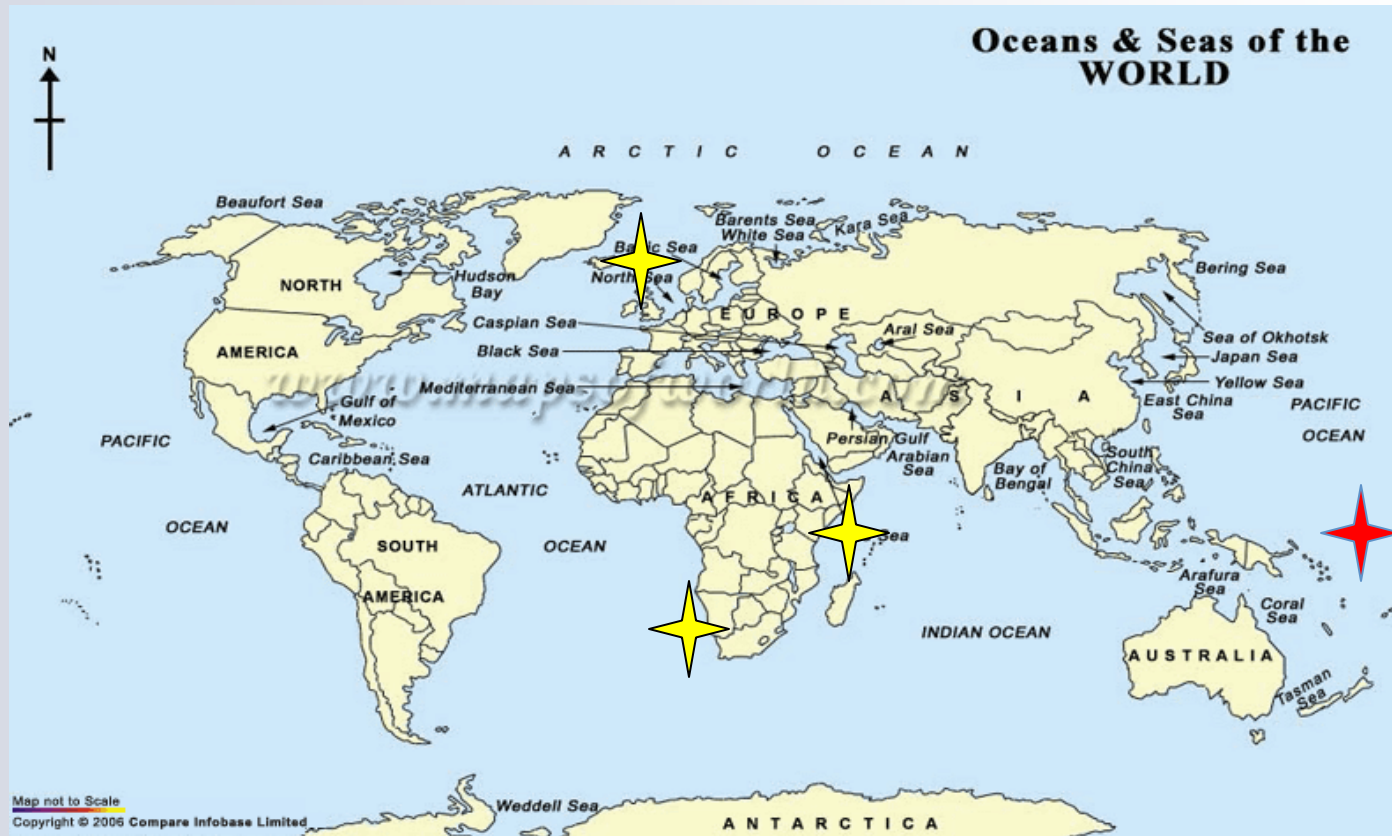 Oceans & Seas of the
WORLD
N
ARCTIC OCEAN
Beaufort Sea
Barents Sea
White Sea
Kara Sea
Sea
North Sea
Bering Sea
NORTH
Hudson
Bay
EUROPE
Caspian Sea
Aral Sea
Sea of Okhotsk
AMERICA
Black Sea
Japan Sea
www.mapsofworld.com
Mediterranean Sea
Yellow Sea
ASIA
East China
Sea
Gulf of
Mexico
PACIFIC
OCEAN
PACIFIC
Persian Gulf
Arabian
Sea
Caribbean Sea
Bay of
Bengal
South
China
Sea
ATLANTIC
AFRICA
OCEAN
OCEAN
Sea
SOUTH
AMERICA
Arafura
Sea
Coral
Sea
INDIAN OCEAN
AUSTRALIA
Tasman
Sea
Map not to Scale
Copyright © 2006 Compare Infobase Limited
Weddell Sea
ANTARCTICA